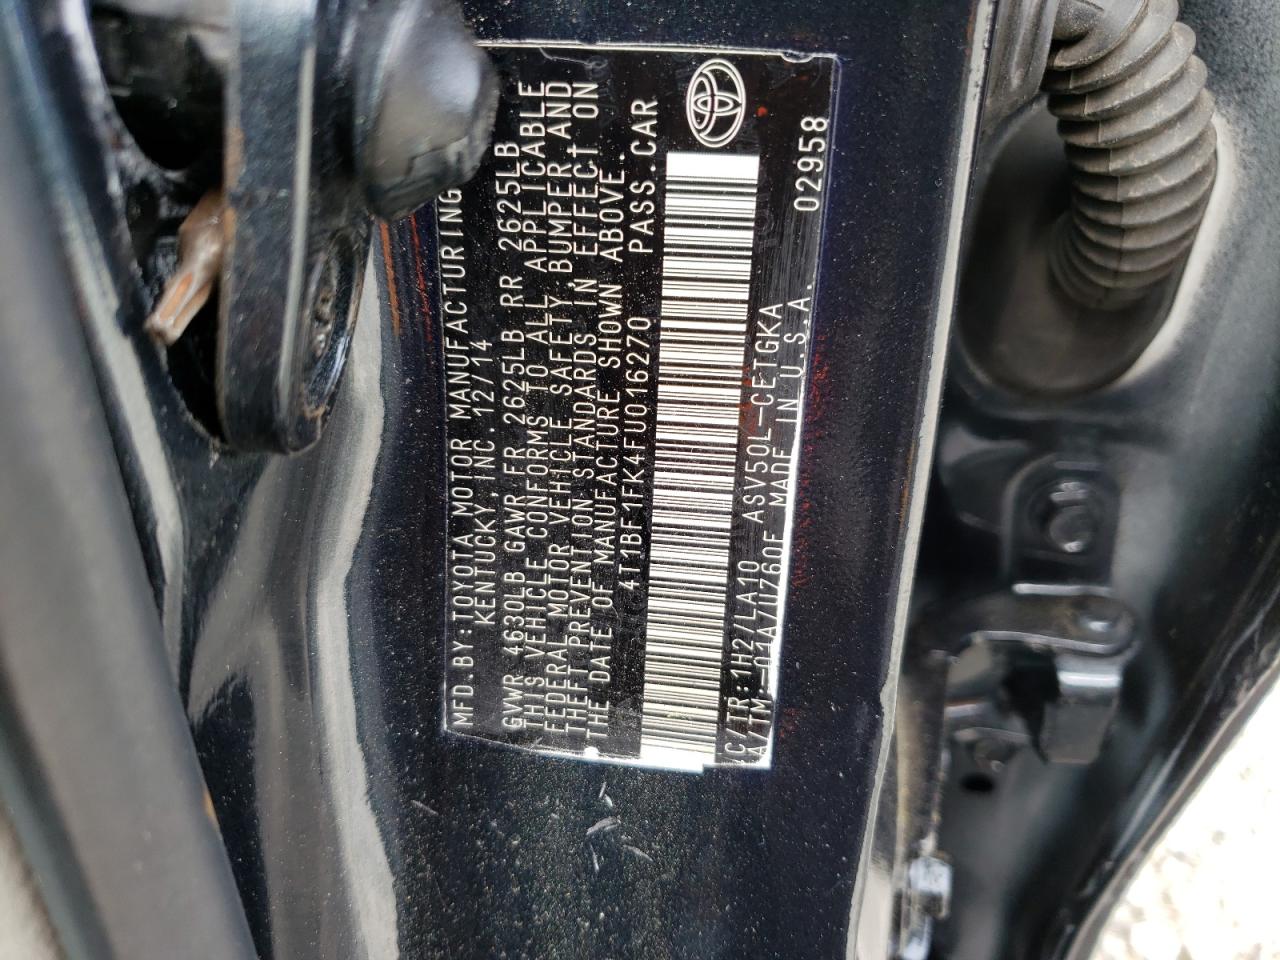 MFD.BY:TOYOTA MOTOR MANUFACTURING
KENTUCKY, INC. 12/14
GVWR 4630LB GAWR FR 2625LB RR 2625LB
THIS VEHICLE CONFORMS TO ALL APPLICABLE
FEDERAL MOTOR VEHICLE SAFETY, BUMPER AND
THEFT PREVENTION STANDARDS IN EFFECT ON
THE DATE OF MANUFACTURE SHOWN ABOVE.
4T1BF1FK4FU016270 PASS.CAR
C/TR:1H2/LA10 ASV50L-CETGKA
A/TM:-01A/U760E MADE IN U.S.A. 02958